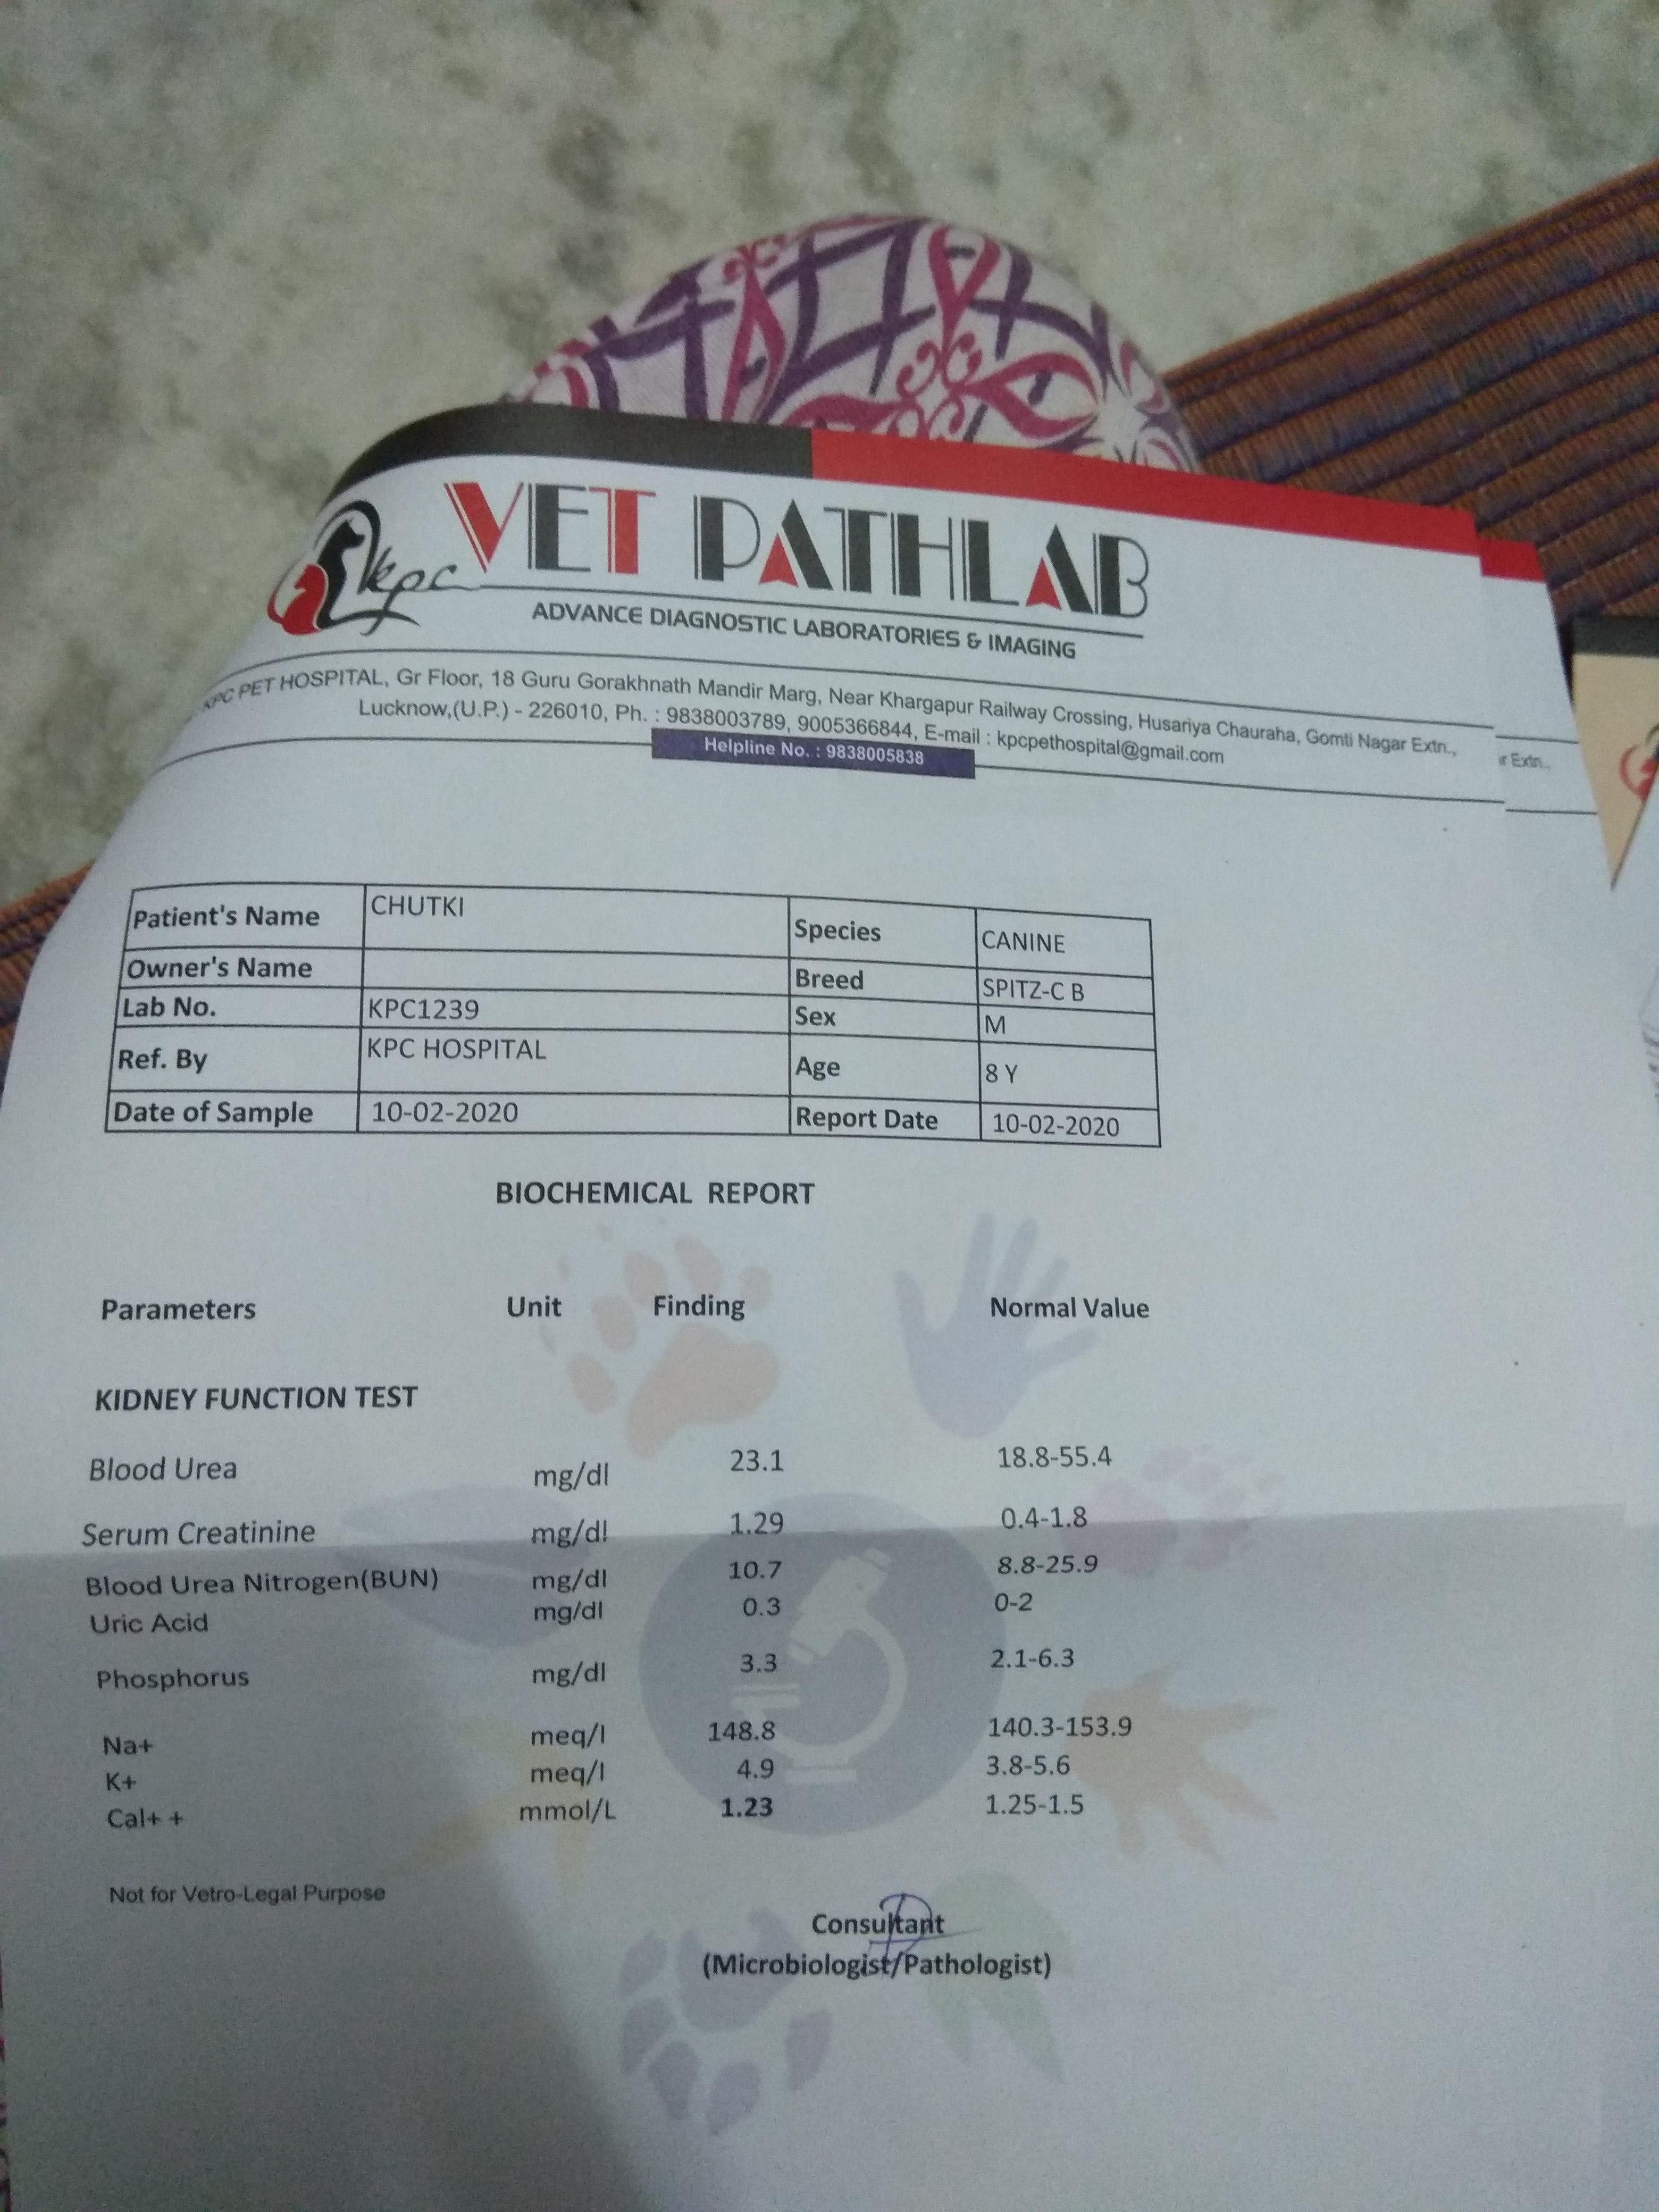 kpc VET PATHLAB
ADVANCE DIAGNOSTIC LABORATORIES & IMAGING
KPC PET HOSPITAL, Gr Floor, 18 Guru Gorakhnath Mandir Marg, Near Khargapur Railway Crossing, Husariya Chauraha, Gomti Nagar Extn.,
r Extn.,
Lucknow,(U.P.) - 226010, Ph. : 9838003789, 9005366844, E-mail : kpcpethospital@gmail.com
Helpline No. : 9838005838
Patient's Name CHUTKI Species CANINE
Owner's Name Breed SPITZ-C B
Lab No. KPC1239 Sex M
Ref. By KPC HOSPITAL Age 8 Y
Date of Sample 10-02-2020 Report Date 10-02-2020
BIOCHEMICAL REPORT
Parameters Unit Finding Normal Value
KIDNEY FUNCTION TEST
Blood Urea mg/dl 23.1 18.8-55.4
Serum Creatinine mg/dl 1.29 0.4-1.8
Blood Urea Nitrogen(BUN) mg/dl 10.7 8.8-25.9
Uric Acid mg/dl 0.3 0-2
Phosphorus mg/dl 3.3 2.1-6.3
Na+ meq/l 148.8 140.3-153.9
K+ meq/l 4.9 3.8-5.6
Cal+ + mmol/L 1.23 1.25-1.5
Not for Vetro-Legal Purpose
Consultant
(Microbiologist/Pathologist)